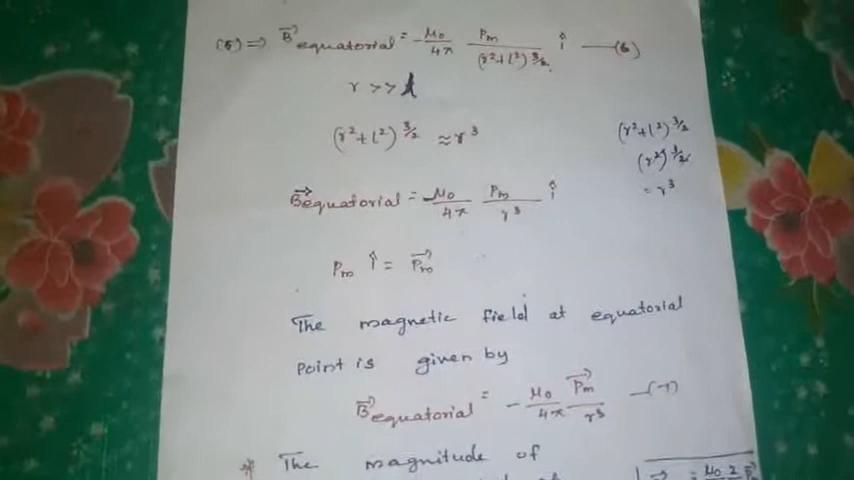 (5) ⇒ B⃗ equatorial = -μ₀/4π Pm/(r²+l²)^3/2 î —(6)
r >> l
(r²+l²)^3/2 ≈ r³
(r²+l²)^3/2
(r²)^3/2
= r³
B⃗equatorial = -μ₀/4π Pm/r³ î
Pm î = P⃗m
The magnetic field at equatorial
Point is given by
B⃗equatorial = - μ₀/4π P⃗m/r³ —(7)
* The magnitude of